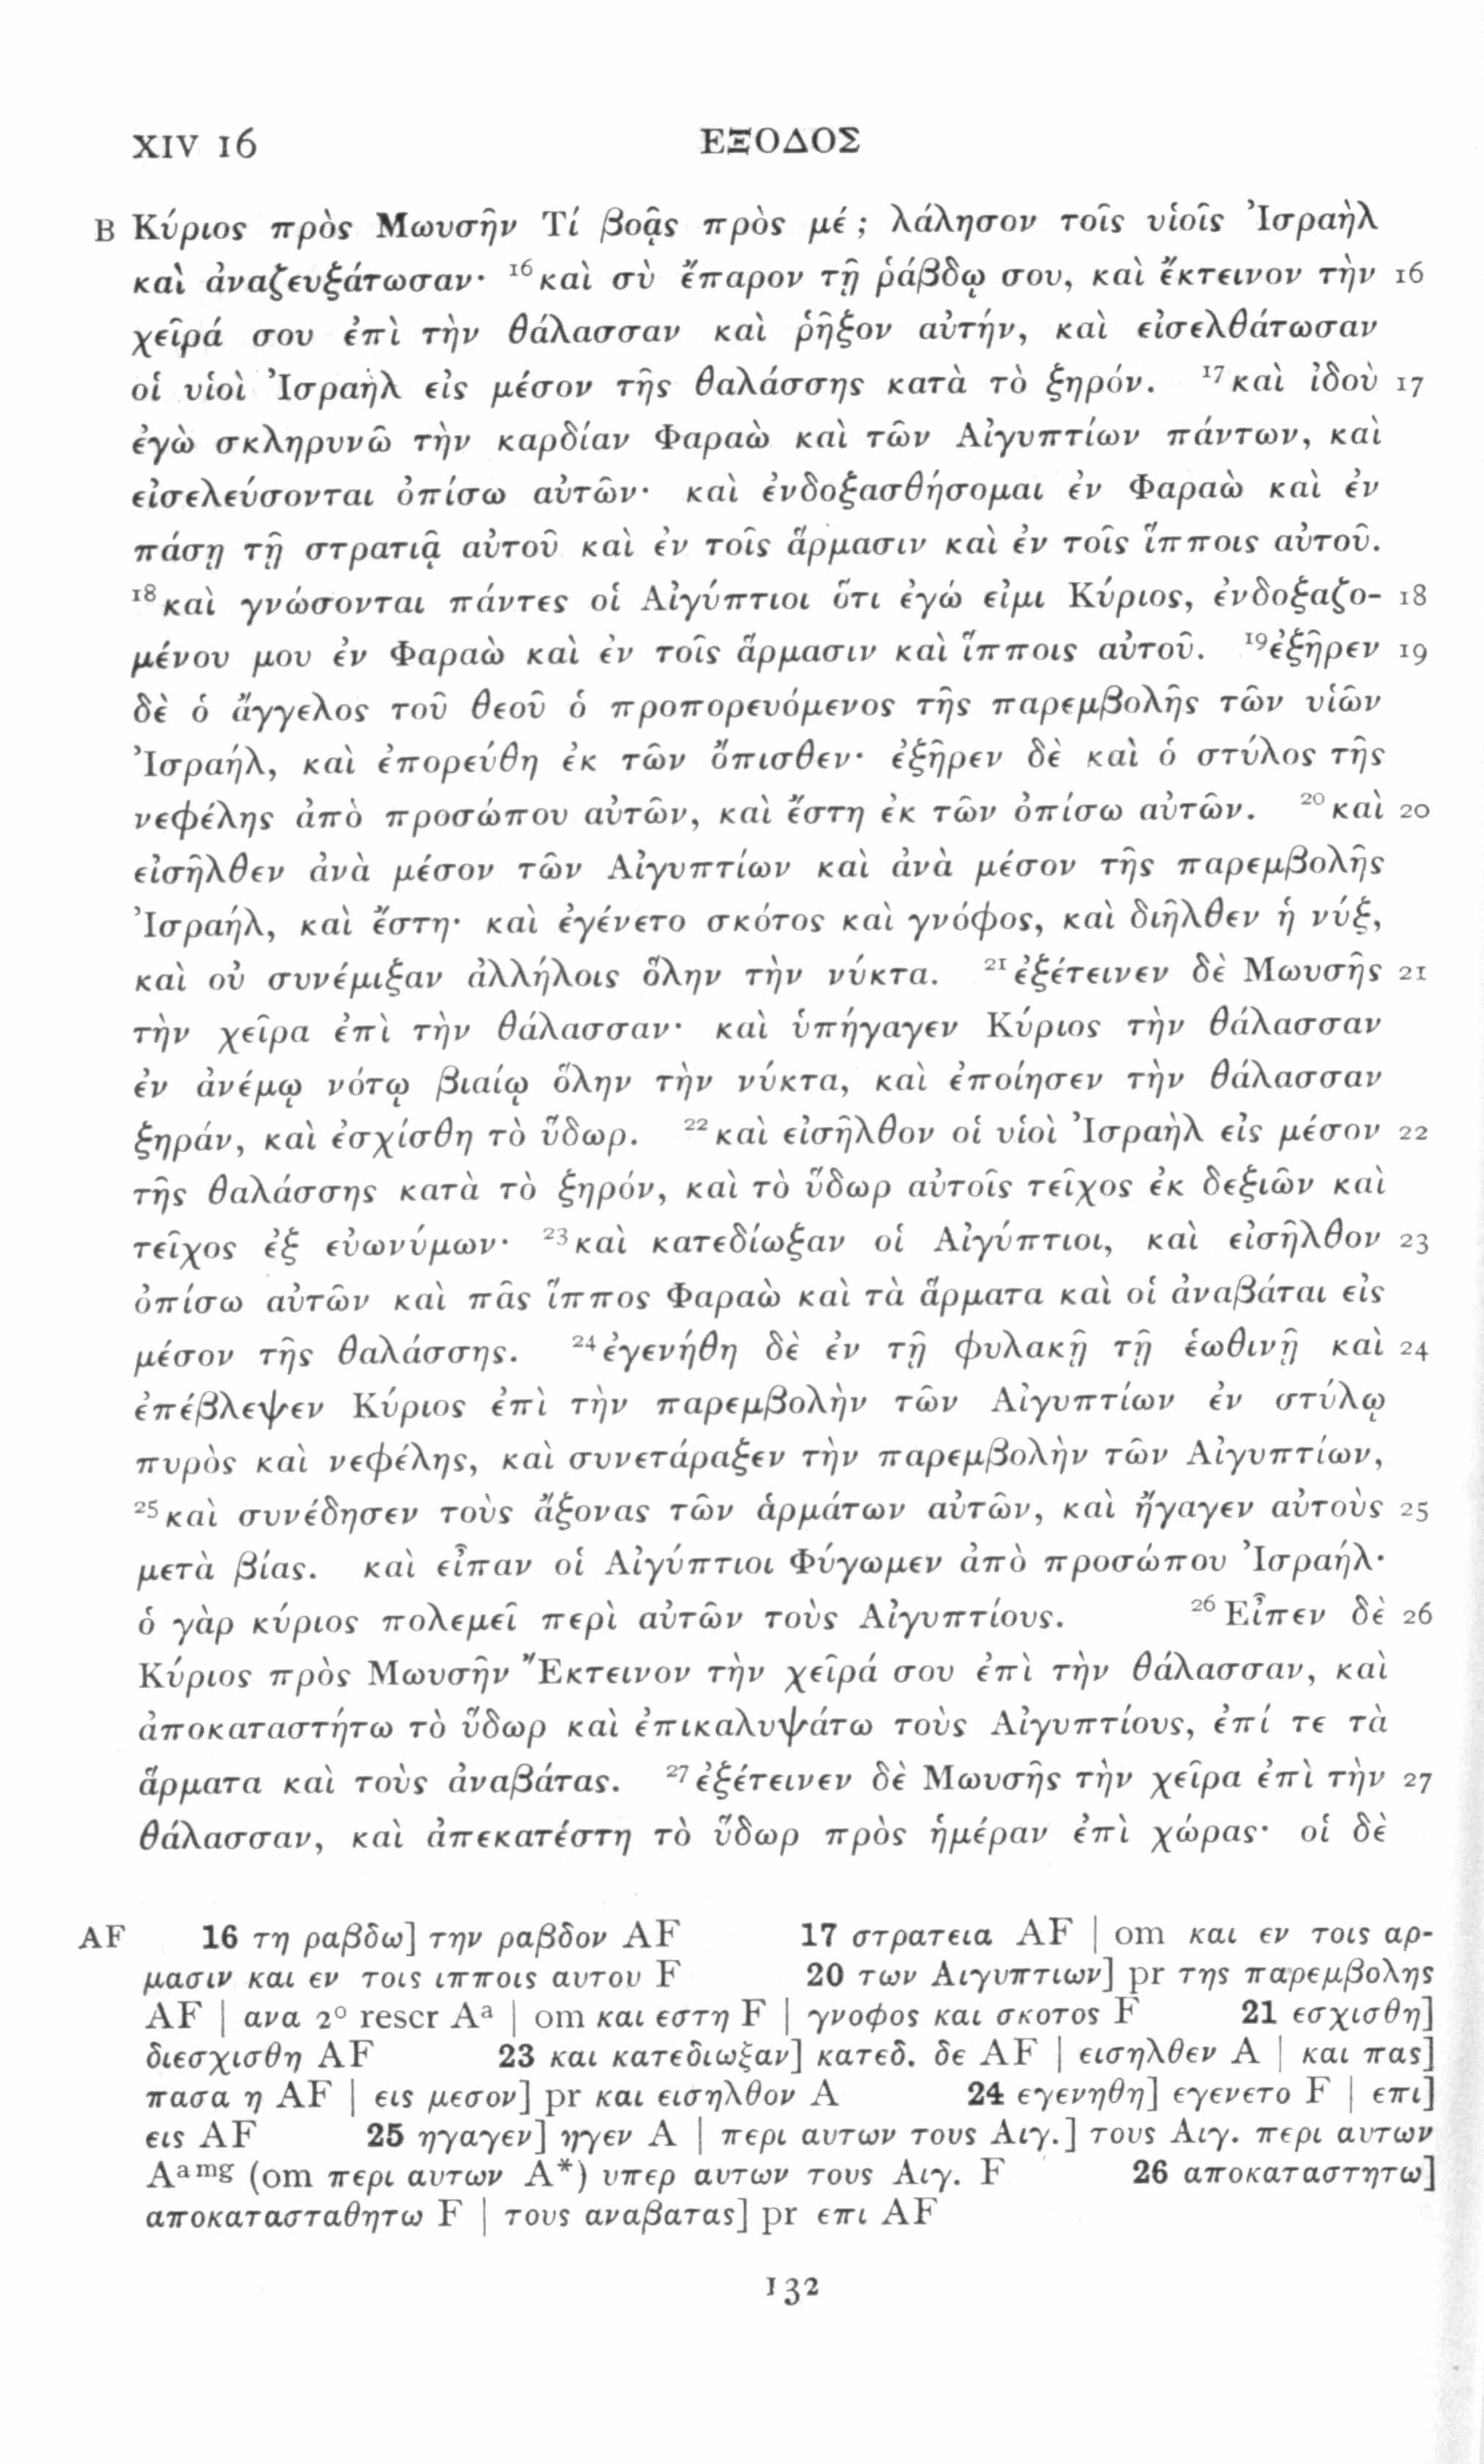 XIV 16 ΕΞΟΔΟΣ
B Κύριος πρὸς Μωυσῆν Τί βοᾷς πρὸς μέ; λάλησον τοῖς υἱοῖς Ἰσραὴλ
καὶ ἀναζευξάτωσαν· ¹⁶καὶ σὺ ἔπαρον τῇ ῥάβδῳ σου, καὶ ἔκτεινον τὴν 16
χεῖρά σου ἐπὶ τὴν θάλασσαν καὶ ῥῆξον αὐτήν, καὶ εἰσελθάτωσαν
οἱ υἱοὶ Ἰσραὴλ εἰς μέσον τῆς θαλάσσης κατὰ τὸ ξηρόν. ¹⁷καὶ ἰδοὺ 17
ἐγὼ σκληρυνῶ τὴν καρδίαν Φαραὼ καὶ τῶν Αἰγυπτίων πάντων, καὶ
εἰσελεύσονται ὀπίσω αὐτῶν· καὶ ἐνδοξασθήσομαι ἐν Φαραὼ καὶ ἐν
πάσῃ τῇ στρατιᾷ αὐτοῦ καὶ ἐν τοῖς ἅρμασιν καὶ ἐν τοῖς ἵπποις αὐτοῦ.
¹⁸καὶ γνώσονται πάντες οἱ Αἰγύπτιοι ὅτι ἐγώ εἰμι Κύριος, ἐνδοξαζο- 18
μένου μου ἐν Φαραὼ καὶ ἐν τοῖς ἅρμασιν καὶ ἵπποις αὐτοῦ. ¹⁹ἐξῆρεν 19
δὲ ὁ ἄγγελος τοῦ θεοῦ ὁ προπορευόμενος τῆς παρεμβολῆς τῶν υἱῶν
Ἰσραήλ, καὶ ἐπορεύθη ἐκ τῶν ὄπισθεν· ἐξῆρεν δὲ καὶ ὁ στύλος τῆς
νεφέλης ἀπὸ προσώπου αὐτῶν, καὶ ἔστη ἐκ τῶν ὀπίσω αὐτῶν. ²⁰καὶ 20
εἰσῆλθεν ἀνὰ μέσον τῶν Αἰγυπτίων καὶ ἀνὰ μέσον τῆς παρεμβολῆς
Ἰσραήλ, καὶ ἔστη· καὶ ἐγένετο σκότος καὶ γνόφος, καὶ διῆλθεν ἡ νύξ,
καὶ οὐ συνέμιξαν ἀλλήλοις ὅλην τὴν νύκτα. ²¹ἐξέτεινεν δὲ Μωυσῆς 21
τὴν χεῖρα ἐπὶ τὴν θάλασσαν· καὶ ὑπήγαγεν Κύριος τὴν θάλασσαν
ἐν ἀνέμῳ νότῳ βιαίῳ ὅλην τὴν νύκτα, καὶ ἐποίησεν τὴν θάλασσαν
ξηράν, καὶ ἐσχίσθη τὸ ὕδωρ. ²²καὶ εἰσῆλθον οἱ υἱοὶ Ἰσραὴλ εἰς μέσον 22
τῆς θαλάσσης κατὰ τὸ ξηρόν, καὶ τὸ ὕδωρ αὐτοῖς τεῖχος ἐκ δεξιῶν καὶ
τεῖχος ἐξ εὐωνύμων· ²³καὶ κατεδίωξαν οἱ Αἰγύπτιοι, καὶ εἰσῆλθον 23
ὀπίσω αὐτῶν καὶ πᾶς ἵππος Φαραὼ καὶ τὰ ἅρματα καὶ οἱ ἀναβάται εἰς
μέσον τῆς θαλάσσης. ²⁴ἐγενήθη δὲ ἐν τῇ φυλακῇ τῇ ἑωθινῇ καὶ 24
ἐπέβλεψεν Κύριος ἐπὶ τὴν παρεμβολὴν τῶν Αἰγυπτίων ἐν στύλῳ
πυρὸς καὶ νεφέλης, καὶ συνετάραξεν τὴν παρεμβολὴν τῶν Αἰγυπτίων,
²⁵καὶ συνέδησεν τοὺς ἄξονας τῶν ἁρμάτων αὐτῶν, καὶ ἤγαγεν αὐτοὺς 25
μετὰ βίας. καὶ εἶπαν οἱ Αἰγύπτιοι Φύγωμεν ἀπὸ προσώπου Ἰσραήλ·
ὁ γὰρ κύριος πολεμεῖ περὶ αὐτῶν τοὺς Αἰγυπτίους. ²⁶Εἶπεν δὲ 26
Κύριος πρὸς Μωυσῆν Ἔκτεινον τὴν χεῖρά σου ἐπὶ τὴν θάλασσαν, καὶ
ἀποκαταστήτω τὸ ὕδωρ καὶ ἐπικαλυψάτω τοὺς Αἰγυπτίους, ἐπί τε τὰ
ἅρματα καὶ τοὺς ἀναβάτας. ²⁷ἐξέτεινεν δὲ Μωυσῆς τὴν χεῖρα ἐπὶ τὴν 27
θάλασσαν, καὶ ἀπεκατέστη τὸ ὕδωρ πρὸς ἡμέραν ἐπὶ χώρας· οἱ δὲ
AF 16 τη ραβδω] την ραβδον AF 17 στρατεια AF | om και εν τοις αρ-
μασιν και εν τοις ιπποις αυτου F 20 των Αιγυπτιων] pr της παρεμβολης
AF | ανα 2º rescr Aᵃ | om και εστη F | γνοφος και σκοτος F 21 εσχισθη]
διεσχισθη AF 23 και κατεδιωξαν] κατεδ. δε AF | εισηλθεν A | και πας]
πασα η AF | εις μεσον] pr και εισηλθον A 24 εγενηθη] εγενετο F | επι]
εις AF 25 ηγαγεν] ηγεν A | περι αυτων τους Αιγ.] τους Αιγ. περι αυτων
Aᵃᵐᵍ (om περι αυτων A*) υπερ αυτων τους Αιγ. F 26 αποκαταστητω]
αποκατασταθητω F | τους αναβατας] pr επι AF
132